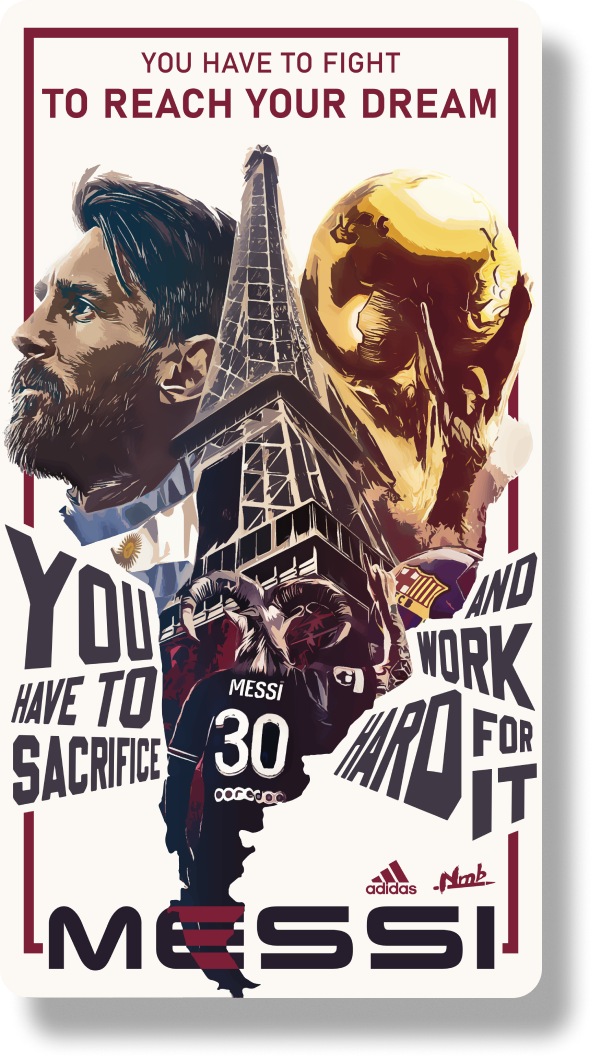 YOU HAVE TO FIGHT
TO REACH YOUR DREAM
YOU
HAVE TO
SACRIFICE
AND
WORK
HARD FOR
IT
MESSI
30
ooredoo
adidas
MESSI